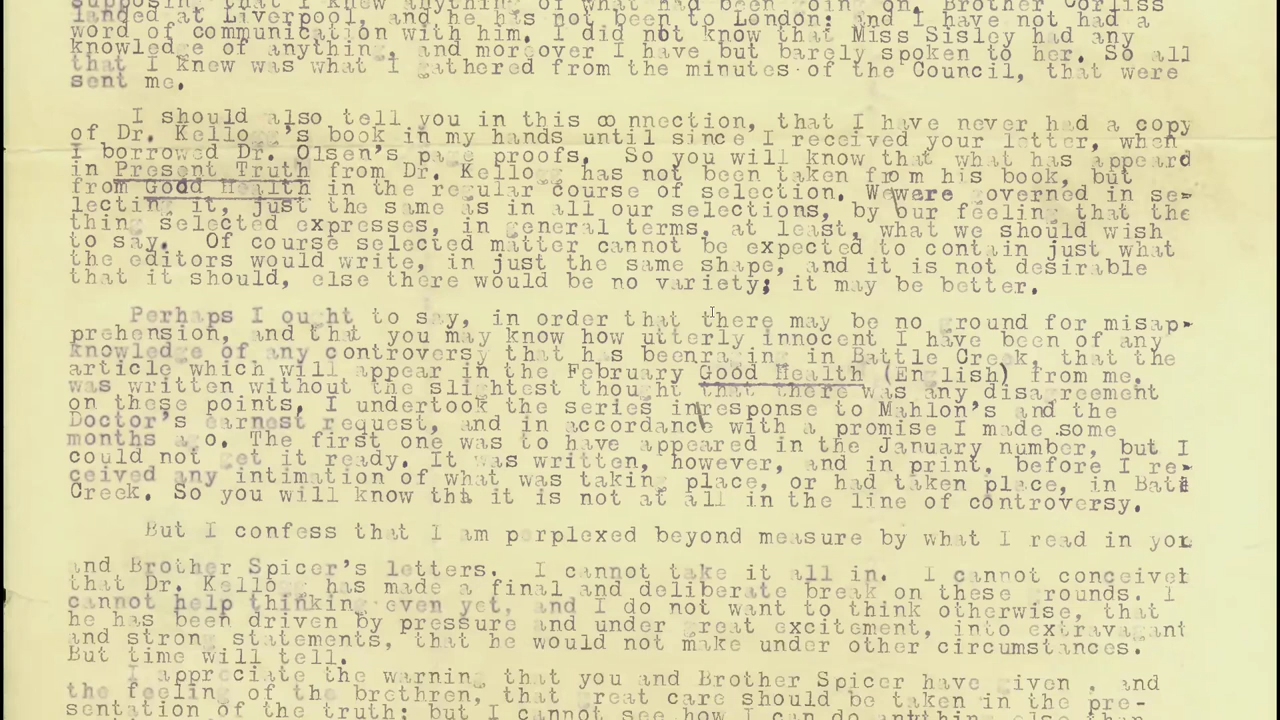 supposing that I knew anything of what had been going on. Brother Corliss
landed at Liverpool, and he has not been to London; and I have not had a
word of communication with him. I did not know that Miss Sisley had any
knowledge of anything, and moreover I have but barely spoken to her. So all
that I knew was what I gathered from the minutes of the Council, that were
sent me.
I should also tell you in this connection, that I have never had a copy
of Dr. Kellogg's book in my hands until since I received your letter, when
I borrowed Dr. Olsen's page proofs. So you will know that what has appeard
in Present Truth from Dr. Kellogg has not been taken from his book, but
from Good Health in the regular course of selection. We were governed in se-
lecting it, just the same as in all our selections, by our feeling that the
thing selected expresses, in general terms, at least, what we should wish
to say. Of course selected matter cannot be expected to contain just what
the editors would write, in just the same shape, and it is not desirable
that it should, else there would be no variety; it may be better.
Perhaps I ought to say, in order that there may be no ground for misap-
prehension, and that you may know how utterly innocent I have been of any
knowledge of any controversy that has beenraging in Battle Creek, that the
article which will appear in the February Good Health (English) from me,
was written without the slightest thought that there was any disagreement
on these points. I undertook the series in response to Mahlon's and the
Doctor's earnest request, and in accordance with a promise I made some
months ago. The first one was to have appeared in the January number, but I
could not get it ready. It was written, however, and in print, before I re-
ceived any intimation of what was taking place, or had taken place, in Batt
Creek. So you will know tha it is not at all in the line of controversy.
But I confess that I am perplexed beyond measure by what I read in you
and Brother Spicer's letters. I cannot take it all in. I cannot conceivet
that Dr. Kellogg has made a final and deliberate break on these grounds. I
cannot help thinking even yet, and I do not want to think otherwise, that
he has been driven by pressure and under great excitement, into extravagant
and strong statements, that he would not make under other circumstances.
But time will tell.
I appreciate the warning that you and Brother Spicer have given, and
the feeling of the brethren, that great care should be taken in the pre-
sentation of the truth; but I cannot see how I can do anything else than